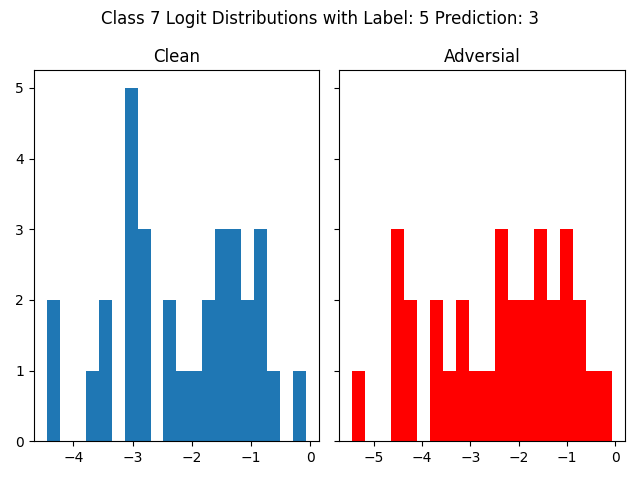 Class 7 Logit Distributions with Label: 5 Prediction: 3
Clean
Adversial
5
4
3
2
1
0
−4 −3 −2 −1 0
−5 −4 −3 −2 −1 0